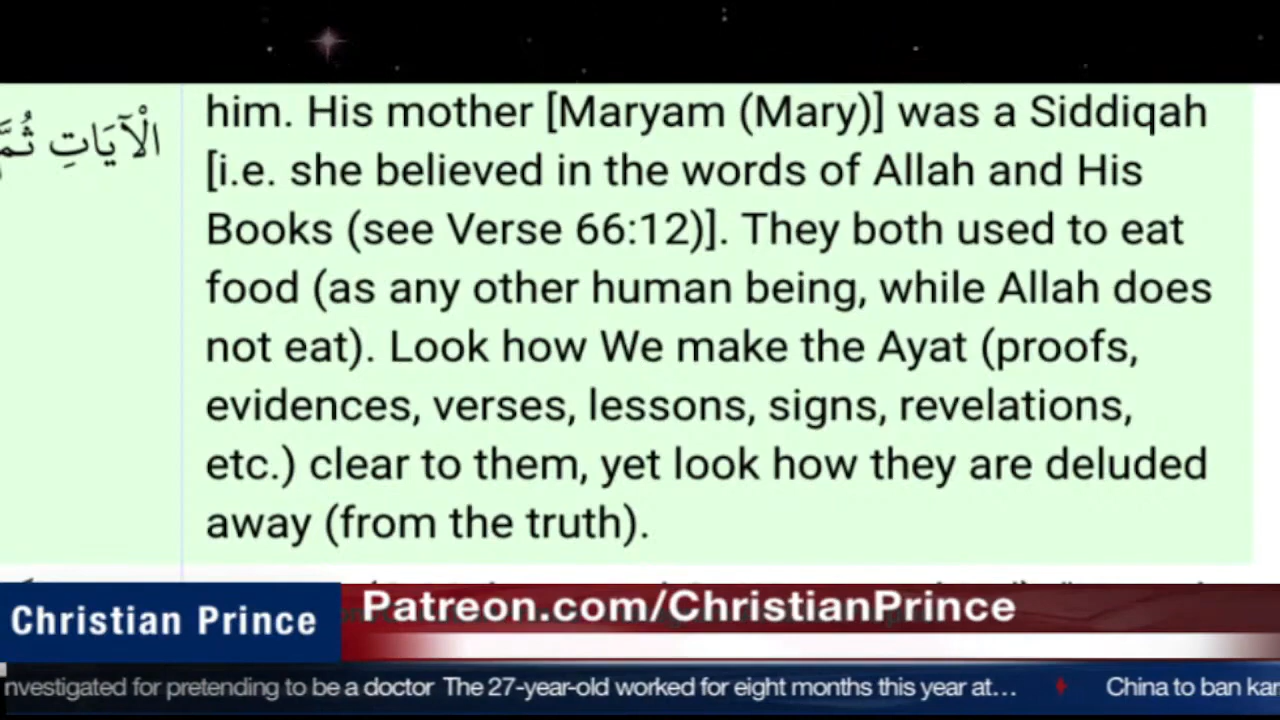 الْآيَاتِ ثُمَّ
him. His mother [Maryam (Mary)] was a Siddiqah
[i.e. she believed in the words of Allah and His
Books (see Verse 66:12)]. They both used to eat
food (as any other human being, while Allah does
not eat). Look how We make the Ayat (proofs,
evidences, verses, lessons, signs, revelations,
etc.) clear to them, yet look how they are deluded
away (from the truth).
Christian Prince
Patreon.com/ChristianPrince
nvestigated for pretending to be a doctor The 27-year-old worked for eight months this year at... China to ban kar